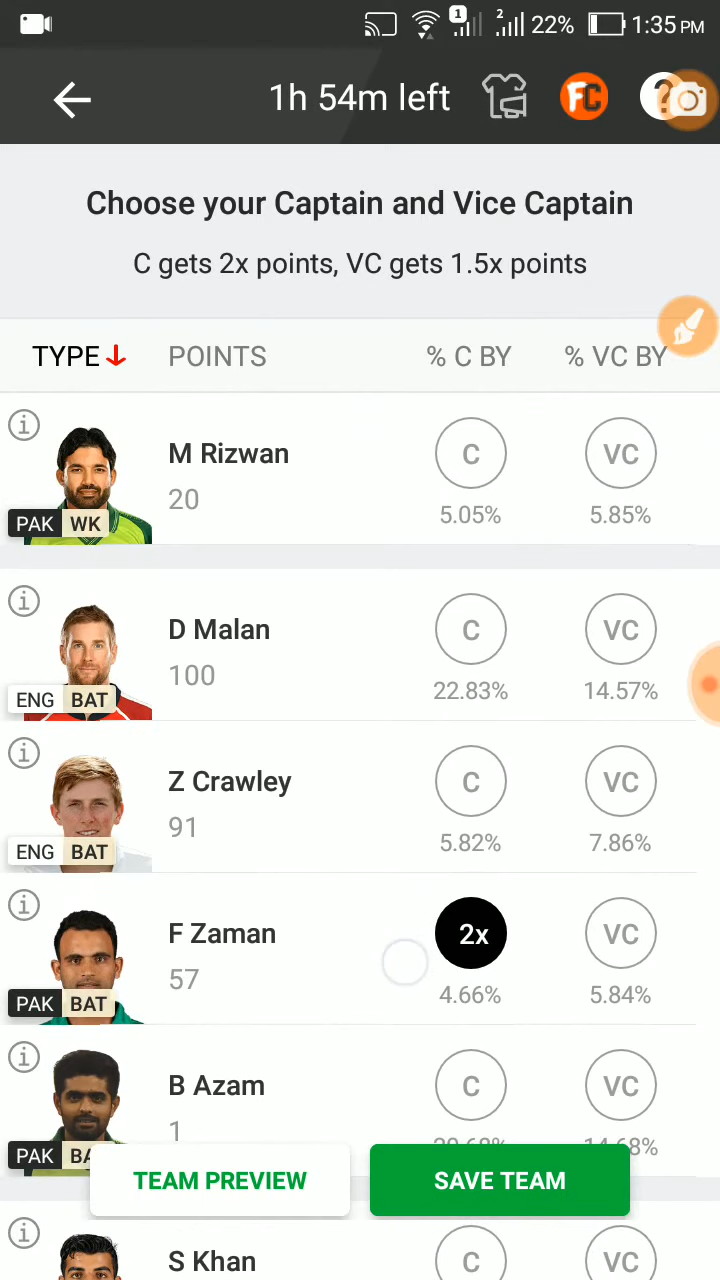 1 2 22% 1:35 PM
1h 54m left FC ?
Choose your Captain and Vice Captain
C gets 2x points, VC gets 1.5x points
TYPE POINTS % C BY % VC BY
i
M Rizwan C VC
20 5.05% 5.85%
PAK WK
i
D Malan C VC
100 22.83% 14.57%
ENG BAT
i
Z Crawley C VC
91 5.82% 7.86%
ENG BAT
i
F Zaman 2x VC
57 4.66% 5.84%
PAK BAT
i
B Azam C VC
1
PAK
TEAM PREVIEW SAVE TEAM
i
S Khan C VC